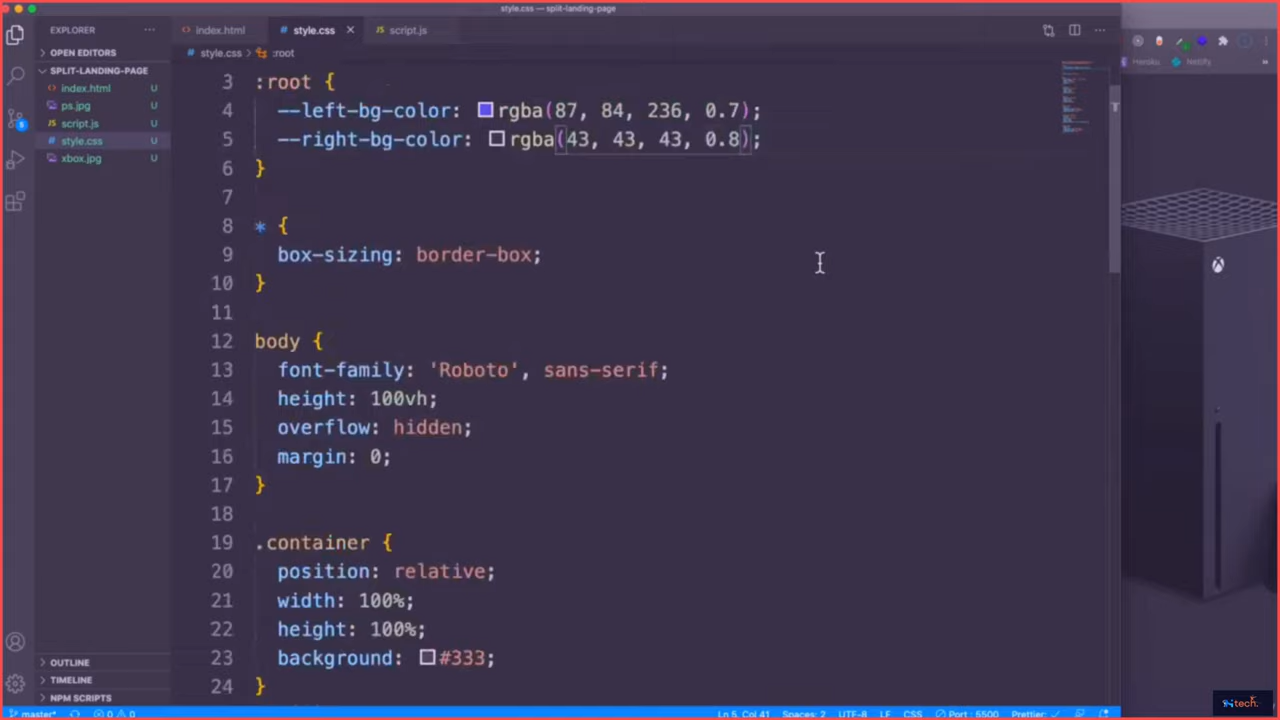 style.css — split-landing-page
EXPLORER
OPEN EDITORS
SPLIT-LANDING-PAGE
index.html U
ps.jpg U
script.js U
style.css U
xbox.jpg U
OUTLINE
TIMELINE
NPM SCRIPTS
index.html
style.css
script.js
style.css > :root
3 :root {
4 --left-bg-color: rgba(87, 84, 236, 0.7);
5 --right-bg-color: rgba(43, 43, 43, 0.8);
6 }
7
8 * {
9 box-sizing: border-box;
10 }
11
12 body {
13 font-family: 'Roboto', sans-serif;
14 height: 100vh;
15 overflow: hidden;
16 margin: 0;
17 }
18
19 .container {
20 position: relative;
21 width: 100%;
22 height: 100%;
23 background: #333;
24 }
Heroku
Netlify
master*
0 0
Ln 5, Col 41
Spaces: 2
UTF-8
LF
CSS
Port : 5500
Prettier: ✓
tech.